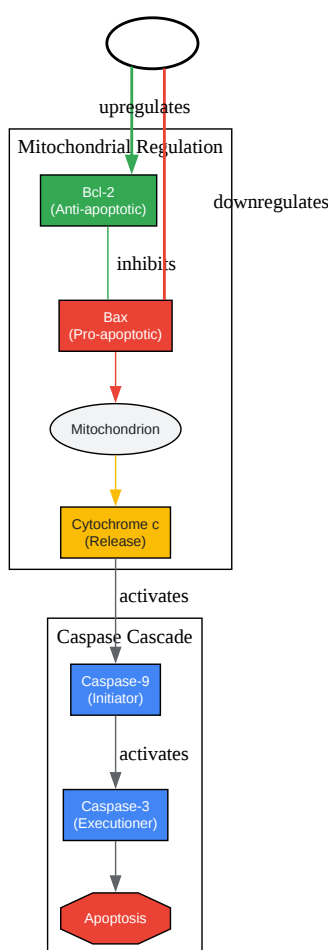 upregulates
Mitochondrial Regulation
Bcl-2
(Anti-apoptotic)
downregulates
inhibits
Bax
(Pro-apoptotic)
Mitochondrion
Cytochrome c
(Release)
activates
Caspase Cascade
Caspase-9
(Initiator)
activates
Caspase-3
(Executioner)
Apoptosis